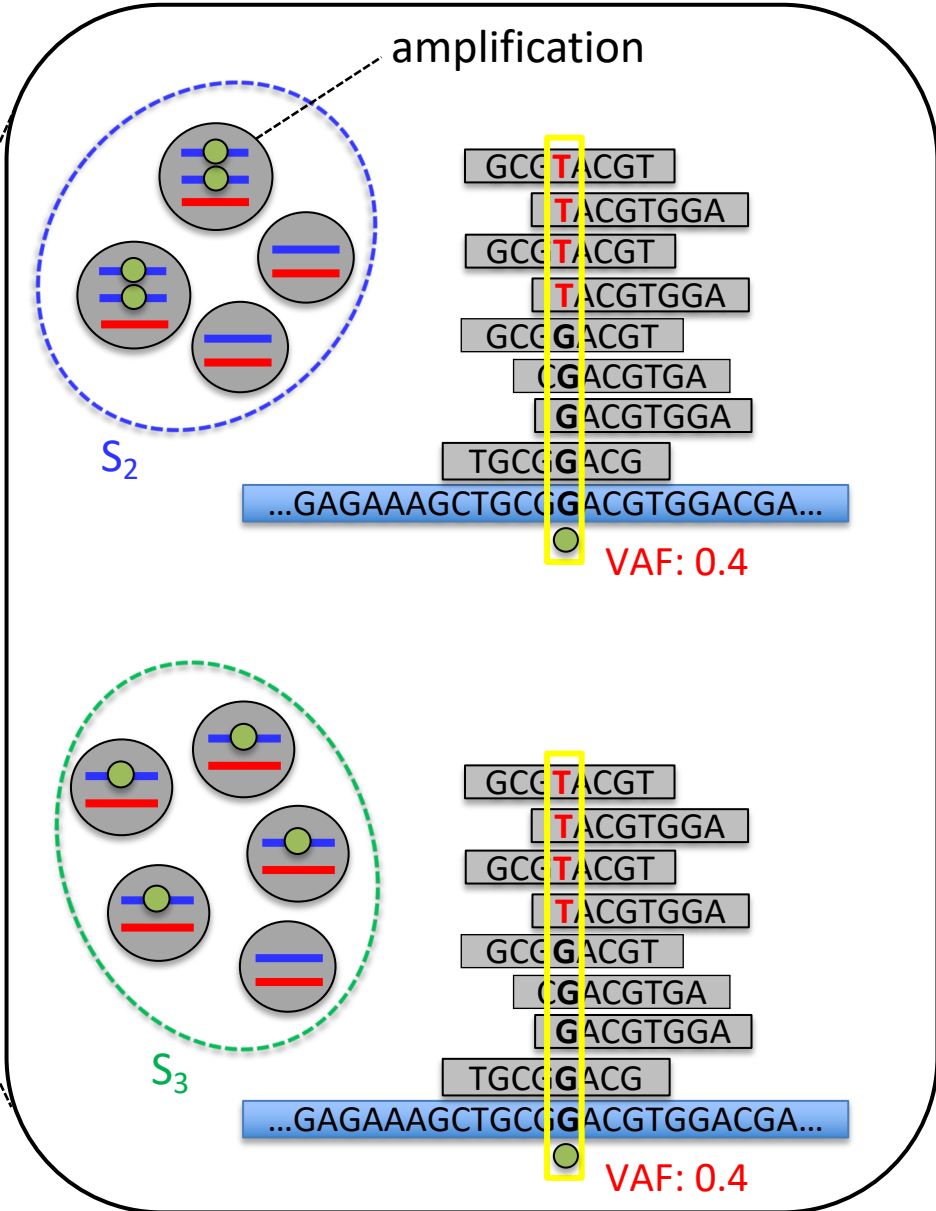 amplification
GCGTACGT
TACGTGGA
GCGTACGT
TACGTGGA
GCGGACGT
CGACGTGA
GACGTGGA
TGCGGACG
S₂
...GAGAAAGCTGCGGACGTGGACGA...
VAF: 0.4
GCGTACGT
TACGTGGA
GCGTACGT
TACGTGGA
GCGGACGT
CGACGTGA
GACGTGGA
TGCGGACG
S₃
...GAGAAAGCTGCGGACGTGGACGA...
VAF: 0.4